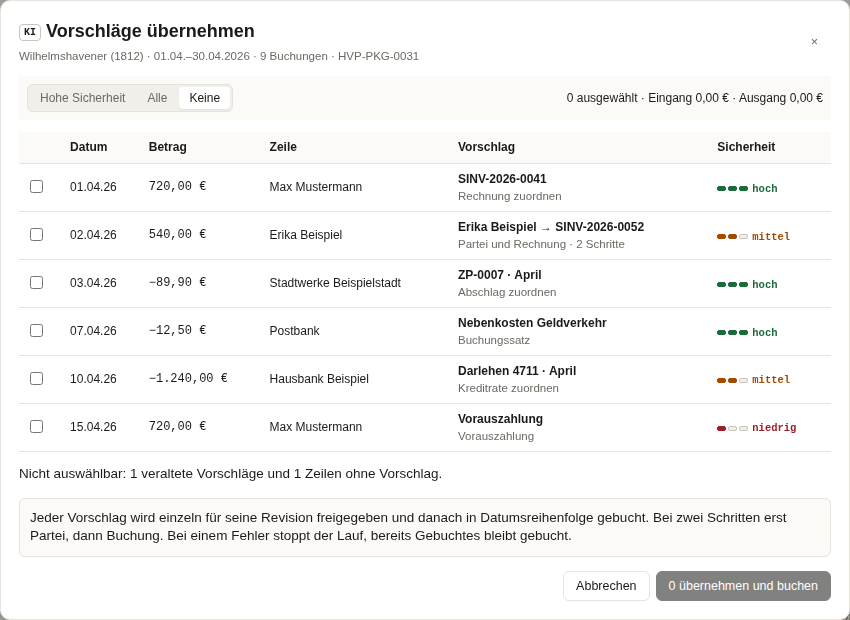 KI Vorschläge übernehmen
×
Wilhelmshavener (1812) · 01.04.–30.04.2026 · 9 Buchungen · HVP-PKG-0031
Hohe Sicherheit Alle Keine 0 ausgewählt · Eingang 0,00 € · Ausgang 0,00 €
Datum Betrag Zeile Vorschlag Sicherheit
01.04.26 720,00 € Max Mustermann SINV-2026-0041 hoch
Rechnung zuordnen
02.04.26 540,00 € Erika Beispiel Erika Beispiel → SINV-2026-0052 mittel
Partei und Rechnung · 2 Schritte
03.04.26 −89,90 € Stadtwerke Beispielstadt ZP-0007 · April hoch
Abschlag zuordnen
07.04.26 −12,50 € Postbank Nebenkosten Geldverkehr hoch
Buchungssatz
10.04.26 −1.240,00 € Hausbank Beispiel Darlehen 4711 · April mittel
Kreditrate zuordnen
15.04.26 720,00 € Max Mustermann Vorauszahlung niedrig
Vorauszahlung
Nicht auswählbar: 1 veraltete Vorschläge und 1 Zeilen ohne Vorschlag.
Jeder Vorschlag wird einzeln für seine Revision freigegeben und danach in Datumsreihenfolge gebucht. Bei zwei Schritten erst
Partei, dann Buchung. Bei einem Fehler stoppt der Lauf, bereits Gebuchtes bleibt gebucht.
Abbrechen 0 übernehmen und buchen